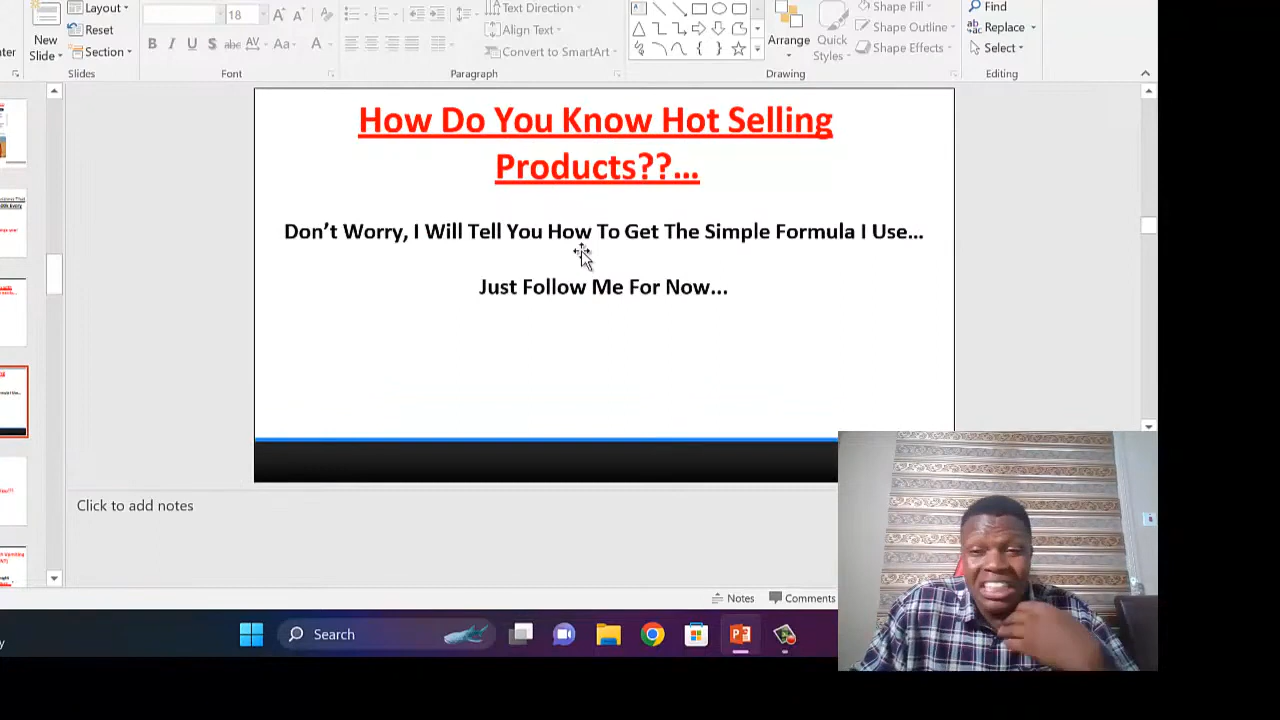 Layout
Reset
New
Slide
Section
Slides
18
B I U S abc AV Aa A
Font
Text Direction
Align Text
Convert to SmartArt
Paragraph
Arrange
Quick
Styles
Shape Fill
Shape Outline
Shape Effects
Drawing
Find
Replace
Select
Editing
How Do You Know Hot Selling
Products??...
Don't Worry, I Will Tell You How To Get The Simple Formula I Use...
Just Follow Me For Now...
Click to add notes
Notes
Comments
Search